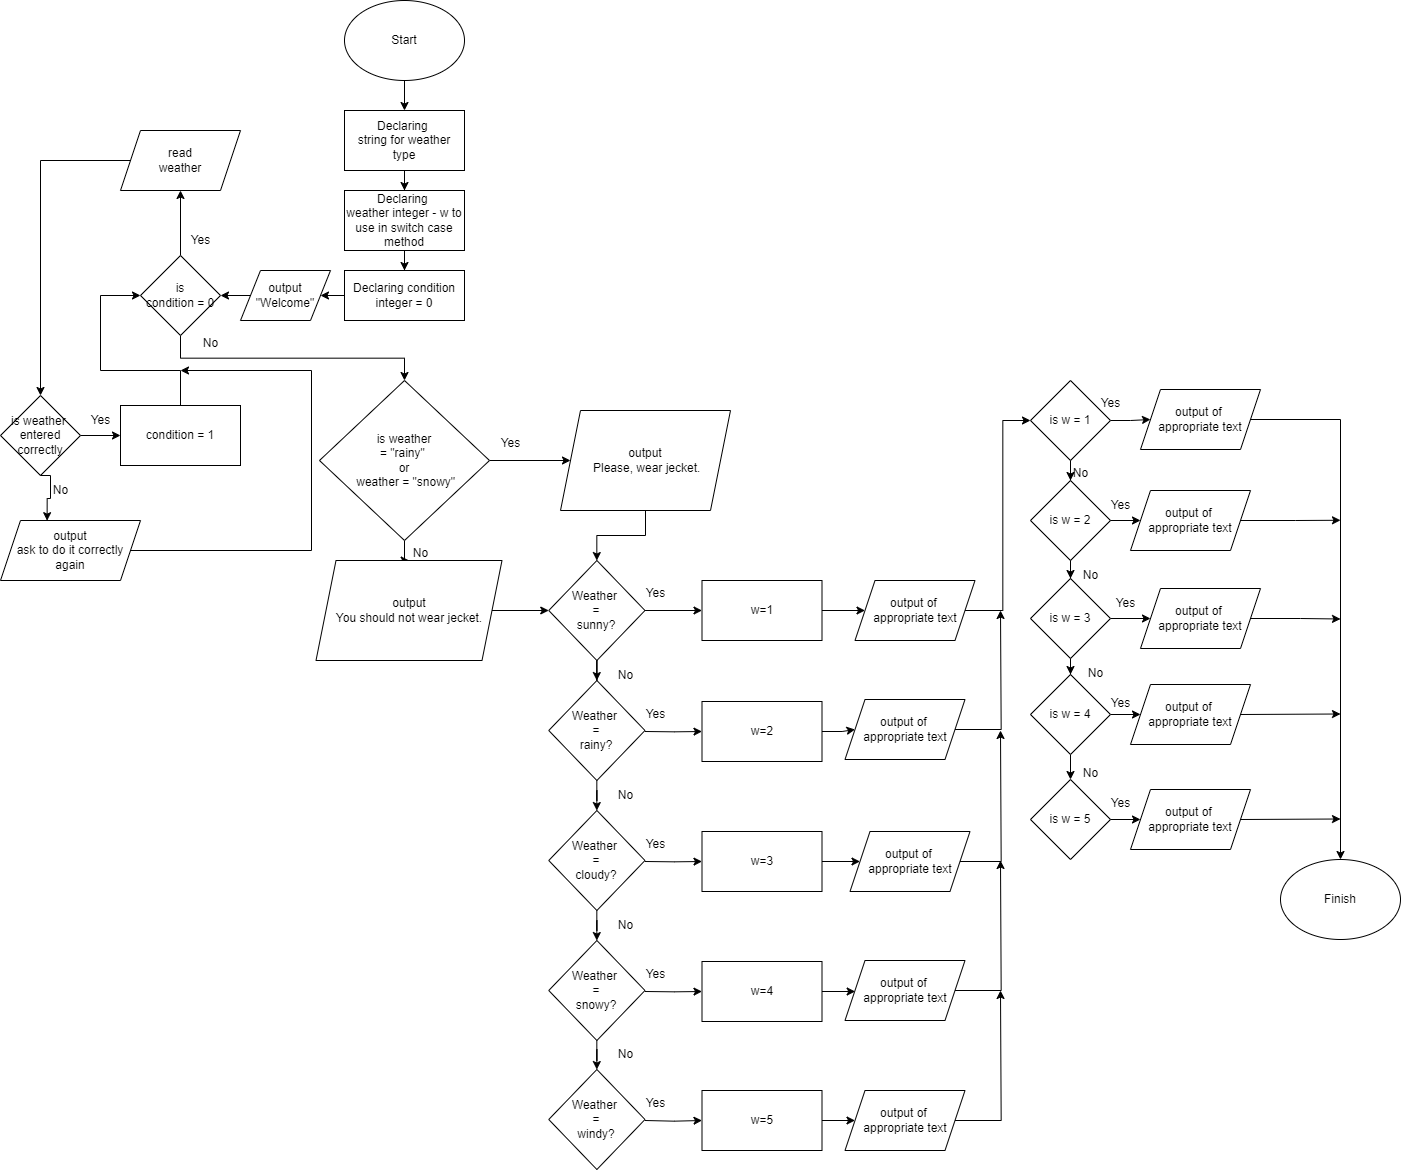 Start
Declaring
string for weather
type
Declaring
weather integer - w to
use in switch case
method
Declaring condition
integer = 0
output
"Welcome"
is
condition = 0
Yes
read
weather
No
is weather
entered
correctly
Yes
condition = 1
No
output
ask to do it correctly
again
is weather
= "rainy"
or
weather = "snowy"
Yes
output
Please, wear jecket.
No
output
You should not wear jecket.
Weather
=
sunny?
Yes
w=1
output of
appropriate text
No
Weather
=
rainy?
Yes
w=2
output of
appropriate text
No
Weather
=
cloudy?
Yes
w=3
output of
appropriate text
No
Weather
=
snowy?
Yes
w=4
output of
appropriate text
No
Weather
=
windy?
Yes
w=5
output of
appropriate text
is w = 1
Yes
output of
appropriate text
No
is w = 2
Yes
output of
appropriate text
No
is w = 3
Yes
output of
appropriate text
No
is w = 4
Yes
output of
appropriate text
No
is w = 5
Yes
output of
appropriate text
Finish